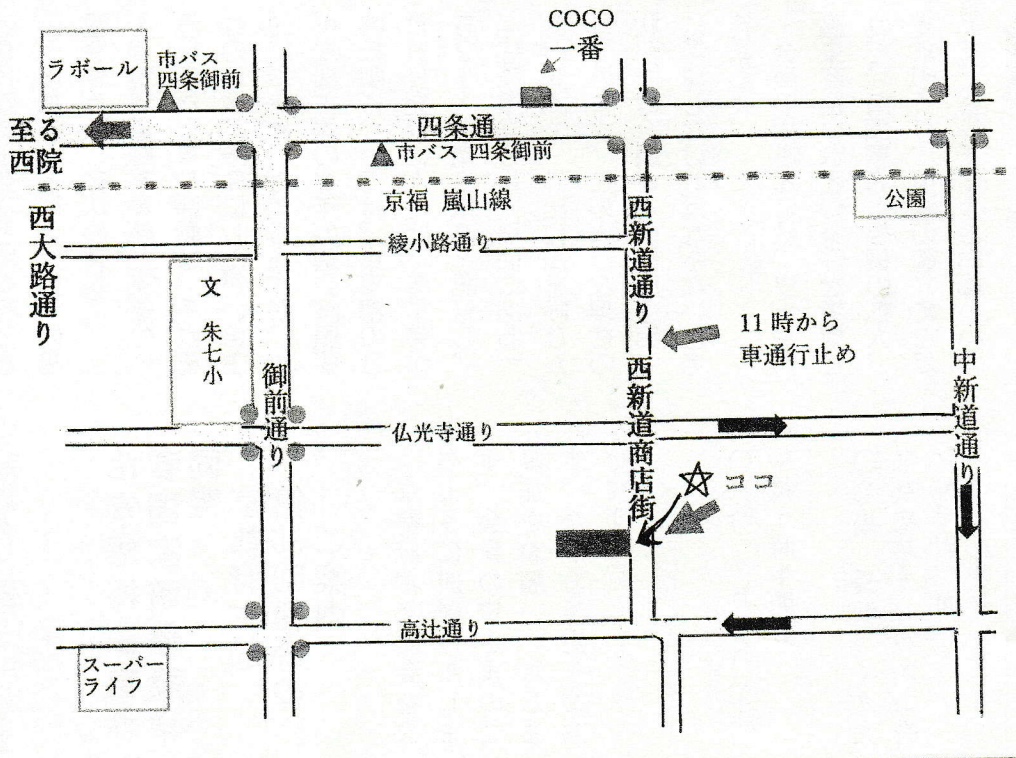 COCO
一番
ラボール
市バス
四条御前
至る
西院
四条通
市バス 四条御前
京福 嵐山線
公園
西大路通り
綾小路通り
西新道通り
文
朱七小
11時から
車通行止め
御前通り
西新道商店街
中新道通り
仏光寺通り
ココ
高辻通り
スーパー
ライフ